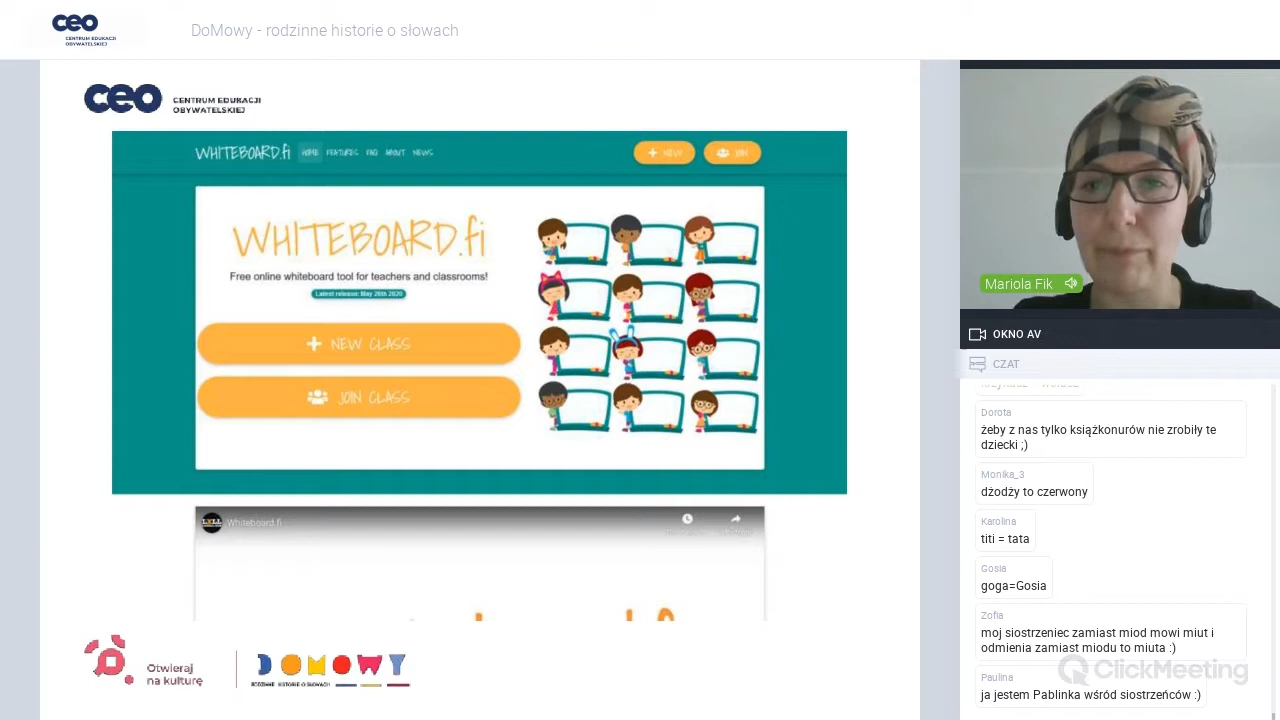 ceo
CENTRUM EDUKACJI
OBYWATELSKIEJ
DoMowy - rodzinne historie o słowach
ceo
CENTRUM EDUKACJI
OBYWATELSKIEJ
WHITEBOARD.fi HOME FEATURES FAQ ABOUT NEWS
NEW
JOIN
WHITEBOARD.fi
Free online whiteboard tool for teachers and classrooms!
Latest release: May 26th 2020
NEW CLASS
JOIN CLASS
Whiteboard.fi
Otwieraj
na kulturę
DOMOWY
RODZINNE HISTORIE O SŁOWACH
Mariola Fik
OKNO AV
CZAT
Dorota
żeby z nas tylko książkonurów nie zrobiły te
dziecki ;)
Monika_3
dżodży to czerwony
Karolina
titi = tata
Gosia
goga=Gosia
Zofia
moj siostrzeniec zamiast miod mowi miut i
odmienia zamiast miodu to miuta :)
ClickMeeting
Paulina
ja jestem Pablinka wśród siostrzeńców :)